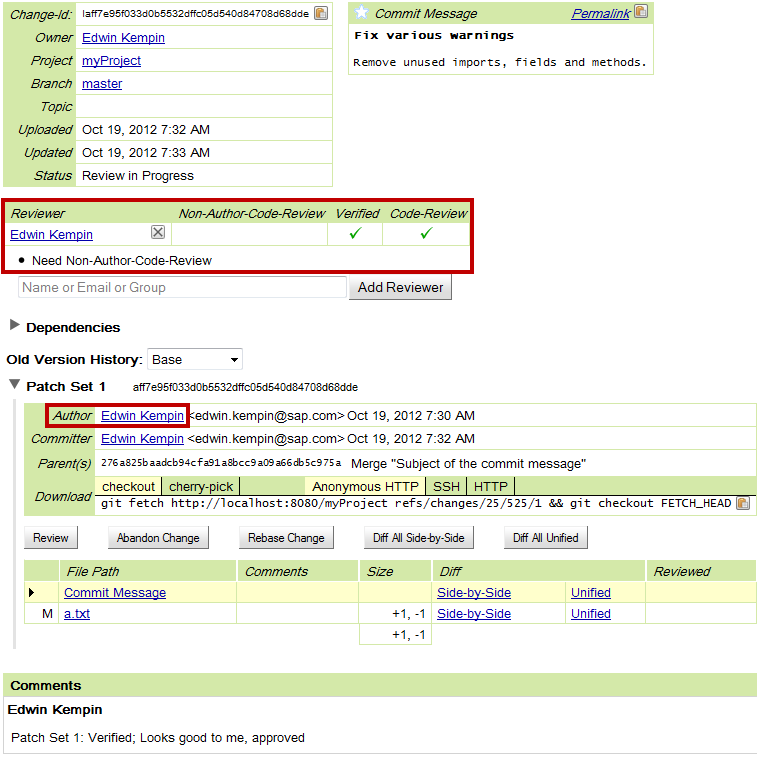 Change-Id: Iaff7e95f033d0b5532dffc05d540d84708d68dde
Owner Edwin Kempin
Project myProject
Branch master
Topic
Uploaded Oct 19, 2012 7:32 AM
Updated Oct 19, 2012 7:33 AM
Status Review in Progress
Commit Message Permalink
Fix various warnings
Remove unused imports, fields and methods.
Reviewer Non-Author-Code-Review Verified Code-Review
Edwin Kempin
Need Non-Author-Code-Review
Name or Email or Group Add Reviewer
Dependencies
Old Version History: Base
Patch Set 1 aff7e95f033d0b5532dffc05d540d84708d68dde
Author Edwin Kempin <edwin.kempin@sap.com> Oct 19, 2012 7:30 AM
Committer Edwin Kempin <edwin.kempin@sap.com> Oct 19, 2012 7:32 AM
Parent(s) 276a825baadcb94cfa91a8bcc9a09a66db5c975a Merge "Subject of the commit message"
Download checkout cherry-pick Anonymous HTTP SSH HTTP
git fetch http://localhost:8080/myProject refs/changes/25/525/1 && git checkout FETCH_HEAD
Review Abandon Change Rebase Change Diff All Side-by-Side Diff All Unified
File Path Comments Size Diff Reviewed
Commit Message Side-by-Side Unified
M a.txt +1, -1 Side-by-Side Unified
+1, -1
Comments
Edwin Kempin
Patch Set 1: Verified; Looks good to me, approved